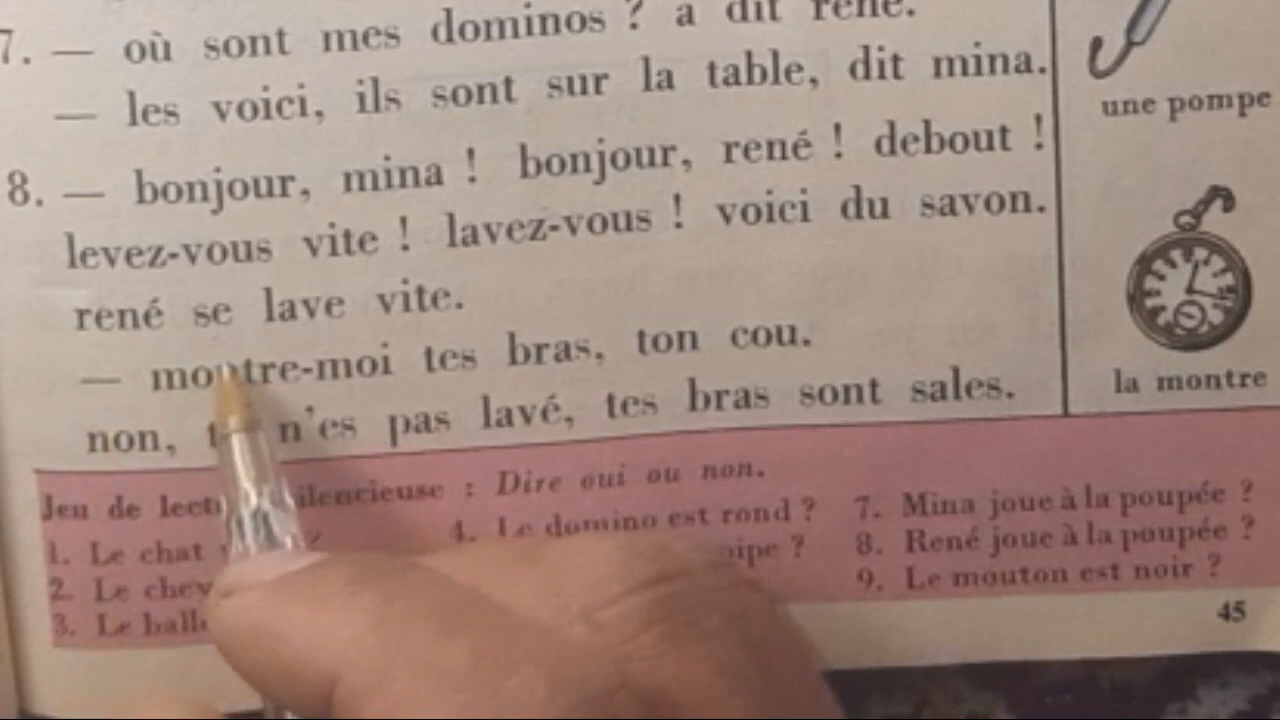 7. — où sont mes dominos ? a dit rené.
— les voici, ils sont sur la table, dit mina.
8. — bonjour, mina ! bonjour, rené ! debout !
levez-vous vite ! lavez-vous ! voici du savon.
rené se lave vite.
— montre-moi tes bras, ton cou.
non, n'es pas lavé, tes bras sont sales.
une pompe
la montre
Jeu de silencieuse : Dire oui ou non.
1. Le chat
2. Le
3. Le
4. Le domino est rond ?
pipe ?
7. Mina joue à la poupée ?
8. René joue à la poupée ?
9. Le mouton est noir ?
45